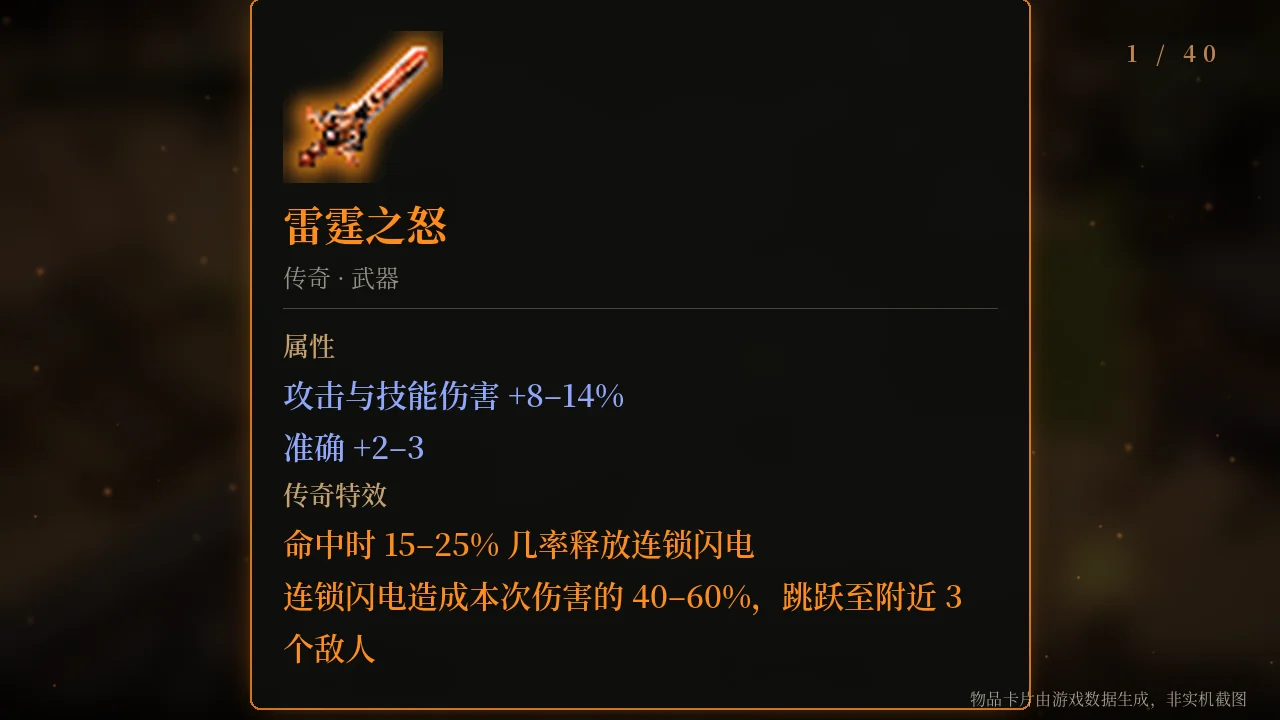 1 / 40
雷霆之怒
传奇 · 武器
属性
攻击与技能伤害 +8–14%
准确 +2–3
传奇特效
命中时 15–25% 几率释放连锁闪电
连锁闪电造成本次伤害的 40–60%，跳跃至附近 3
个敌人
物品卡片由游戏数据生成，非实机截图